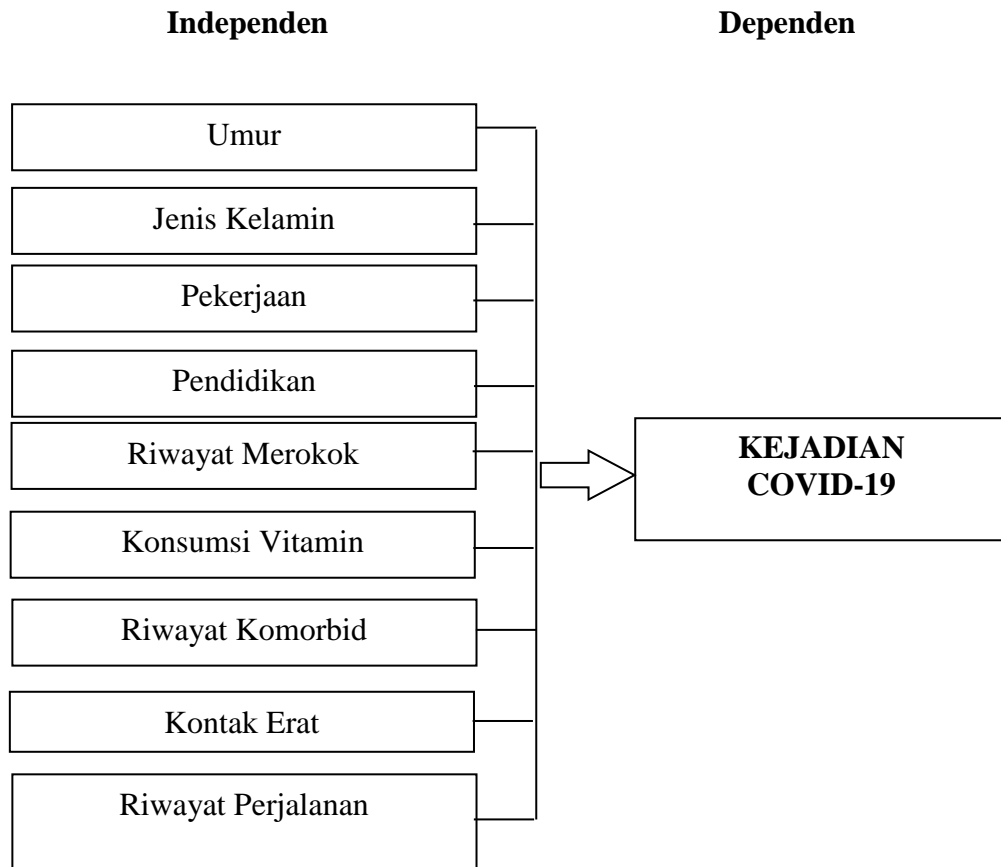 Independen
Dependen
Umur
Jenis Kelamin
Pekerjaan
Pendidikan
Riwayat Merokok
Konsumsi Vitamin
Riwayat Komorbid
Kontak Erat
Riwayat Perjalanan
KEJADIAN
COVID-19